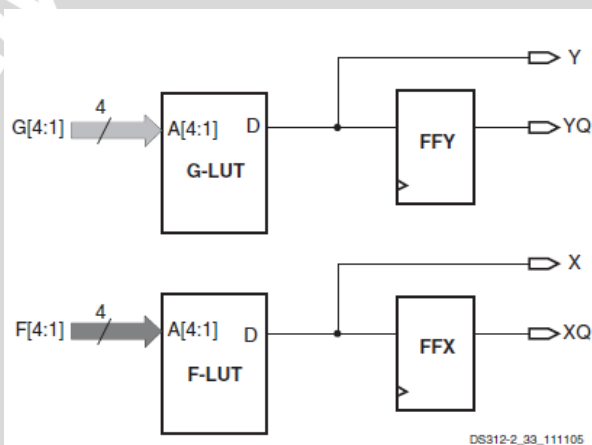 Y
4
G[4:1]
A[4:1] D
G-LUT
FFY
YQ
X
4
F[4:1]
A[4:1] D
F-LUT
FFX
XQ
DS312-2_33_111105